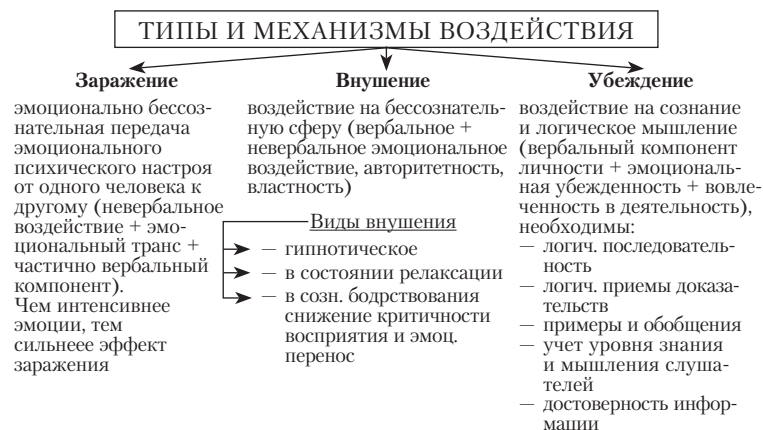 ТИПЫ И МЕХАНИЗМЫ ВОЗДЕЙСТВИЯ
Заражение
эмоционально бессоз-
нательная передача
эмоционального
психического настроя
от одного человека к
другому (невербальное
воздействие + эмо-
циональный транс +
частично вербальный
компонент).
Чем интенсивнее
эмоции, тем
сильнеее эффект
заражения
Внушение
воздействие на бессознатель-
ную сферу (вербальное +
невербальное эмоциональное
воздействие, авторитетность,
властность)
Виды внушения
— гипнотическое
— в состоянии релаксации
— в созн. бодрствования
снижение критичности
восприятия и эмоц.
перенос
Убеждение
воздействие на сознание
и логическое мышление
(вербальный компонент
личности + эмоциональ-
ная убежденность + вовле-
ченность в деятельность),
необходимы:
— логич. последователь-
ность
— логич. приемы доказа-
тельств
— примеры и обобщения
— учет уровня знания
и мышления слуша-
телей
— достоверность инфор-
мации